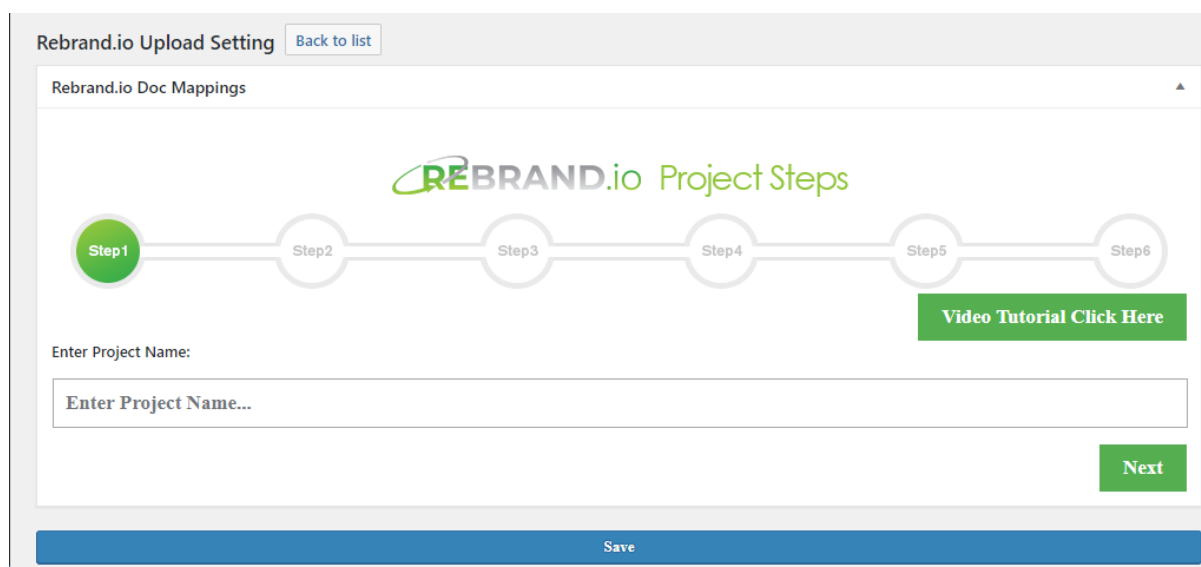 Rebrand.io Upload Setting Back to list
Rebrand.io Doc Mappings
REBRAND.io Project Steps
Step1 Step2 Step3 Step4 Step5 Step6
Video Tutorial Click Here
Enter Project Name:
Enter Project Name...
Next
Save